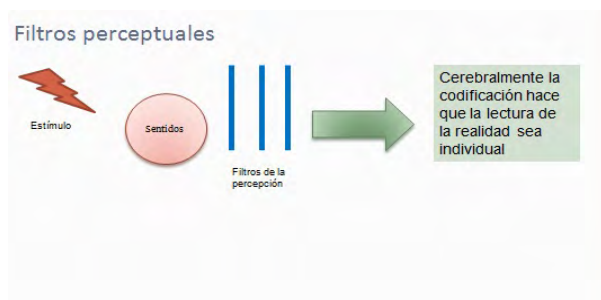 Filtros perceptuales
Estímulo
Sentidos
Filtros de la
percepción
Cerebralmente la
codificación hace
que la lectura de
la realidad sea
individual